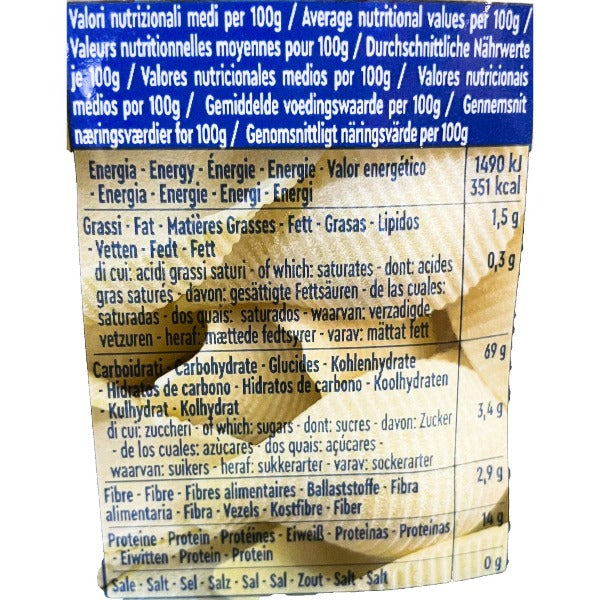 Valori nutrizionali medi per 100g / Average nutritional values per 100g /
Valeurs nutritionnelles moyennes pour 100g / Durchschnittliche Nährwerte
je 100g / Valores nutricionales medios por 100g / Valores nutricionais
médios por 100g / Gemiddelde voedingswaarde per 100g / Gennemsnit
næringsværdier for 100g / Genomsnittligt näringsvärde per 100g
Energia - Energy - Énergie - Energie - Valor energético 1490 kJ
- Energia - Energie - Energi - Energi 351 kcal
Grassi - Fat - Matières Grasses - Fett - Grasas - Lipidos 1,5 g
- Vetten - Fedt - Fett
di cui: acidi grassi saturi - of which: saturates - dont: acides 0,3 g
gras saturés - davon: gesättigte Fettsäuren - de las cuales:
saturadas - dos quais: saturados - waarvan: verzadigde
vetzuren - heraf: mættede fedtsyrer - varav: mättat fett
Carboidrati - Carbohydrate - Glucides - Kohlenhydrate 69 g
- Hidratos de carbono - Hidratos de carbono - Koolhydraten
- Kulhydrat - Kolhydrat
di cui: zuccheri - of which: sugars - dont: sucres - davon: Zucker 3,4 g
- de los cuales: azúcares - dos quais: açúcares -
waarvan: suikers - heraf: sukkerarter - varav: sockerarter
Fibre - Fibre - Fibres alimentaires - Ballaststoffe - Fibra 2,9 g
alimentaria - Fibra - Vezels - Kostfibre - Fiber
Proteine - Protein - Protéines - Eiweiß - Proteinas - Proteínas 14 g
- Eiwitten - Protein - Protein
Sale - Salt - Sel - Salz - Sal - Sal - Zout - Salt - Salt 0 g